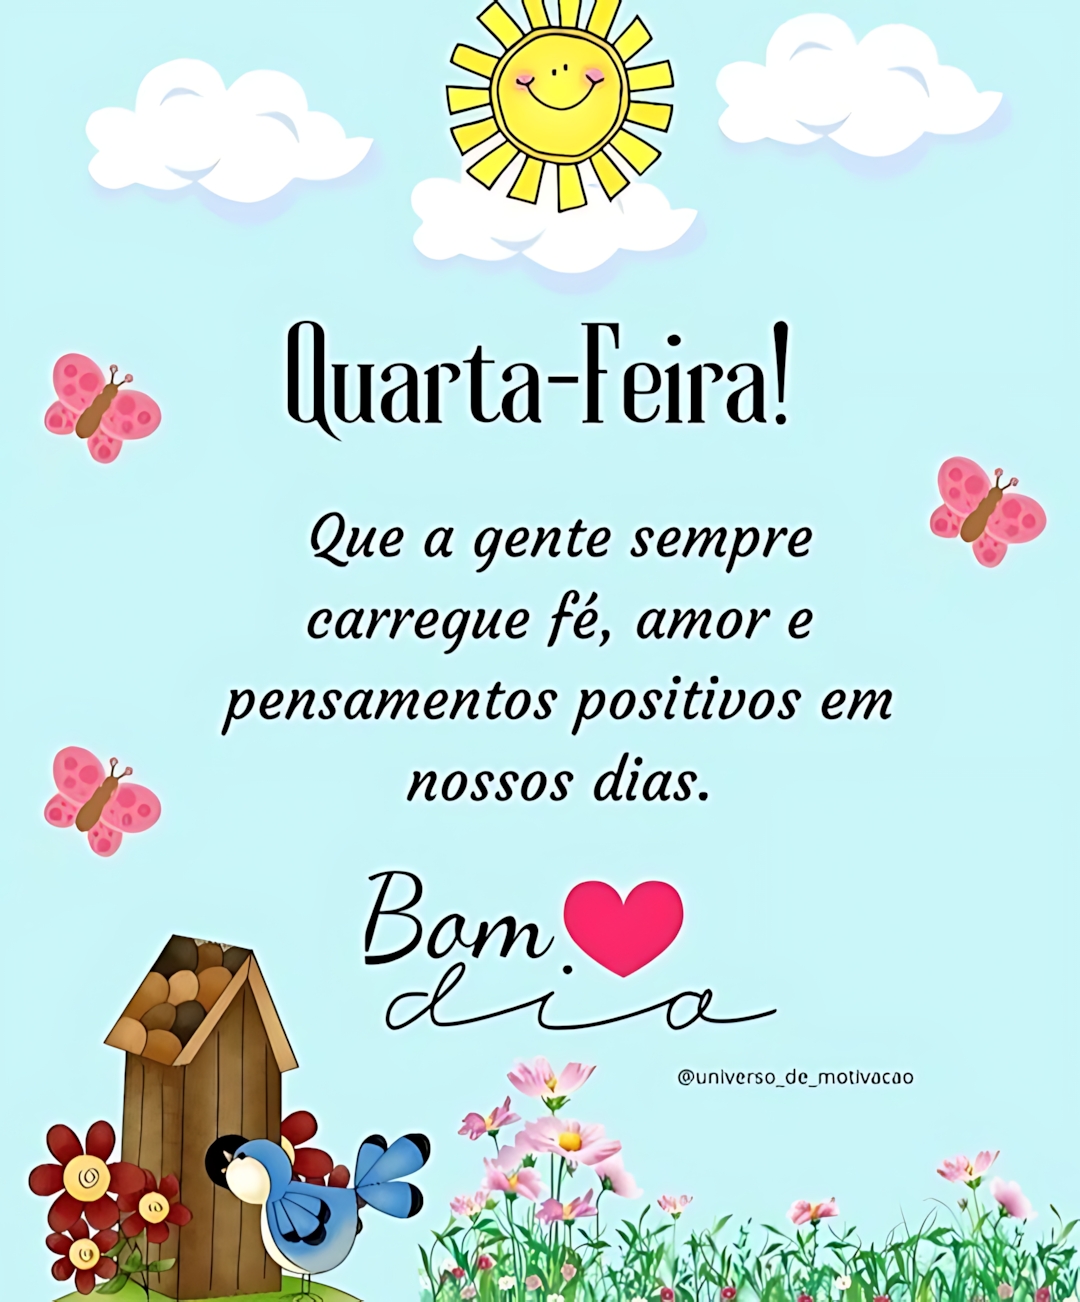 Quarta-Feira!
Que a gente sempre
carregue fé, amor e
pensamentos positivos em
nossos dias.
Bom
dia
@universo_de_motivacao